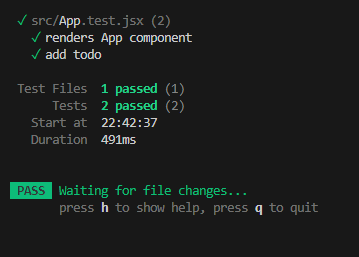 ✓ src/App.test.jsx (2)
✓ renders App component
✓ add todo
Test Files 1 passed (1)
Tests 2 passed (2)
Start at 22:42:37
Duration 491ms
PASS Waiting for file changes...
press h to show help, press q to quit